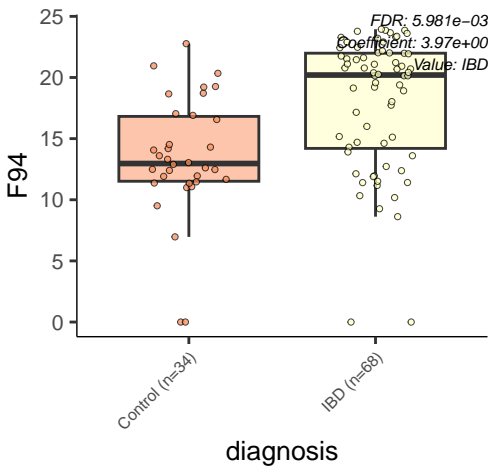 FDR: 5.981e−03
Coefficient: 3.97e+00
Value: IBD
25
20
15
10
5
0
F94
Control (n=34)
IBD (n=68)
diagnosis